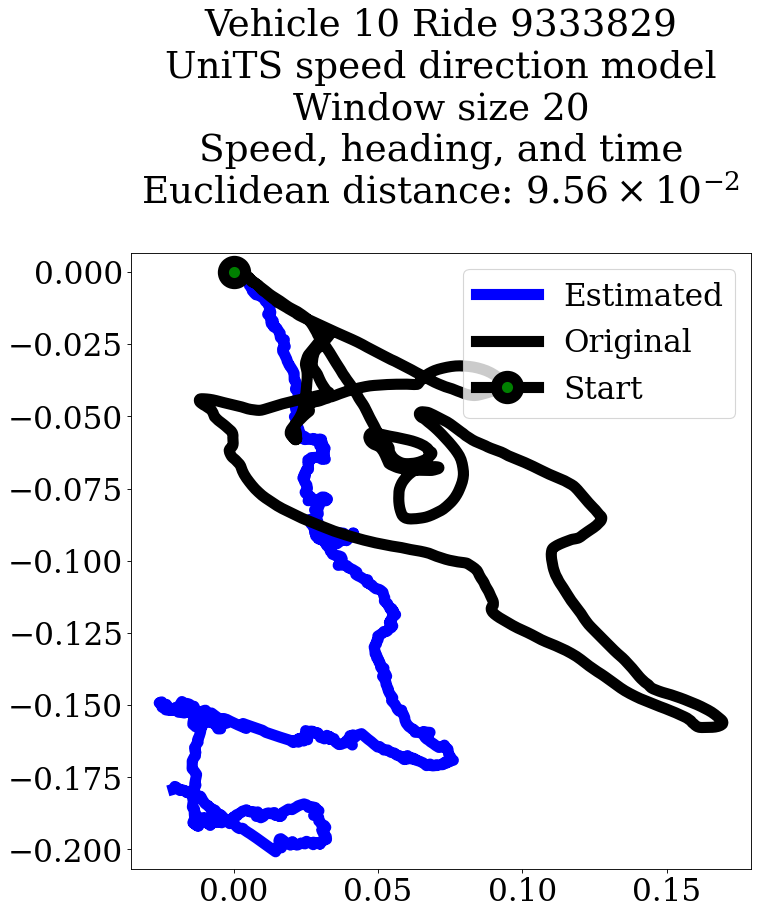 Vehicle 10 Ride 9333829
UniTS speed direction model
Window size 20
Speed, heading, and time
Euclidean distance: 9.56 × 10⁻²
Estimated
Original
Start
0.000
−0.025
−0.050
−0.075
−0.100
−0.125
−0.150
−0.175
−0.200
0.00 0.05 0.10 0.15